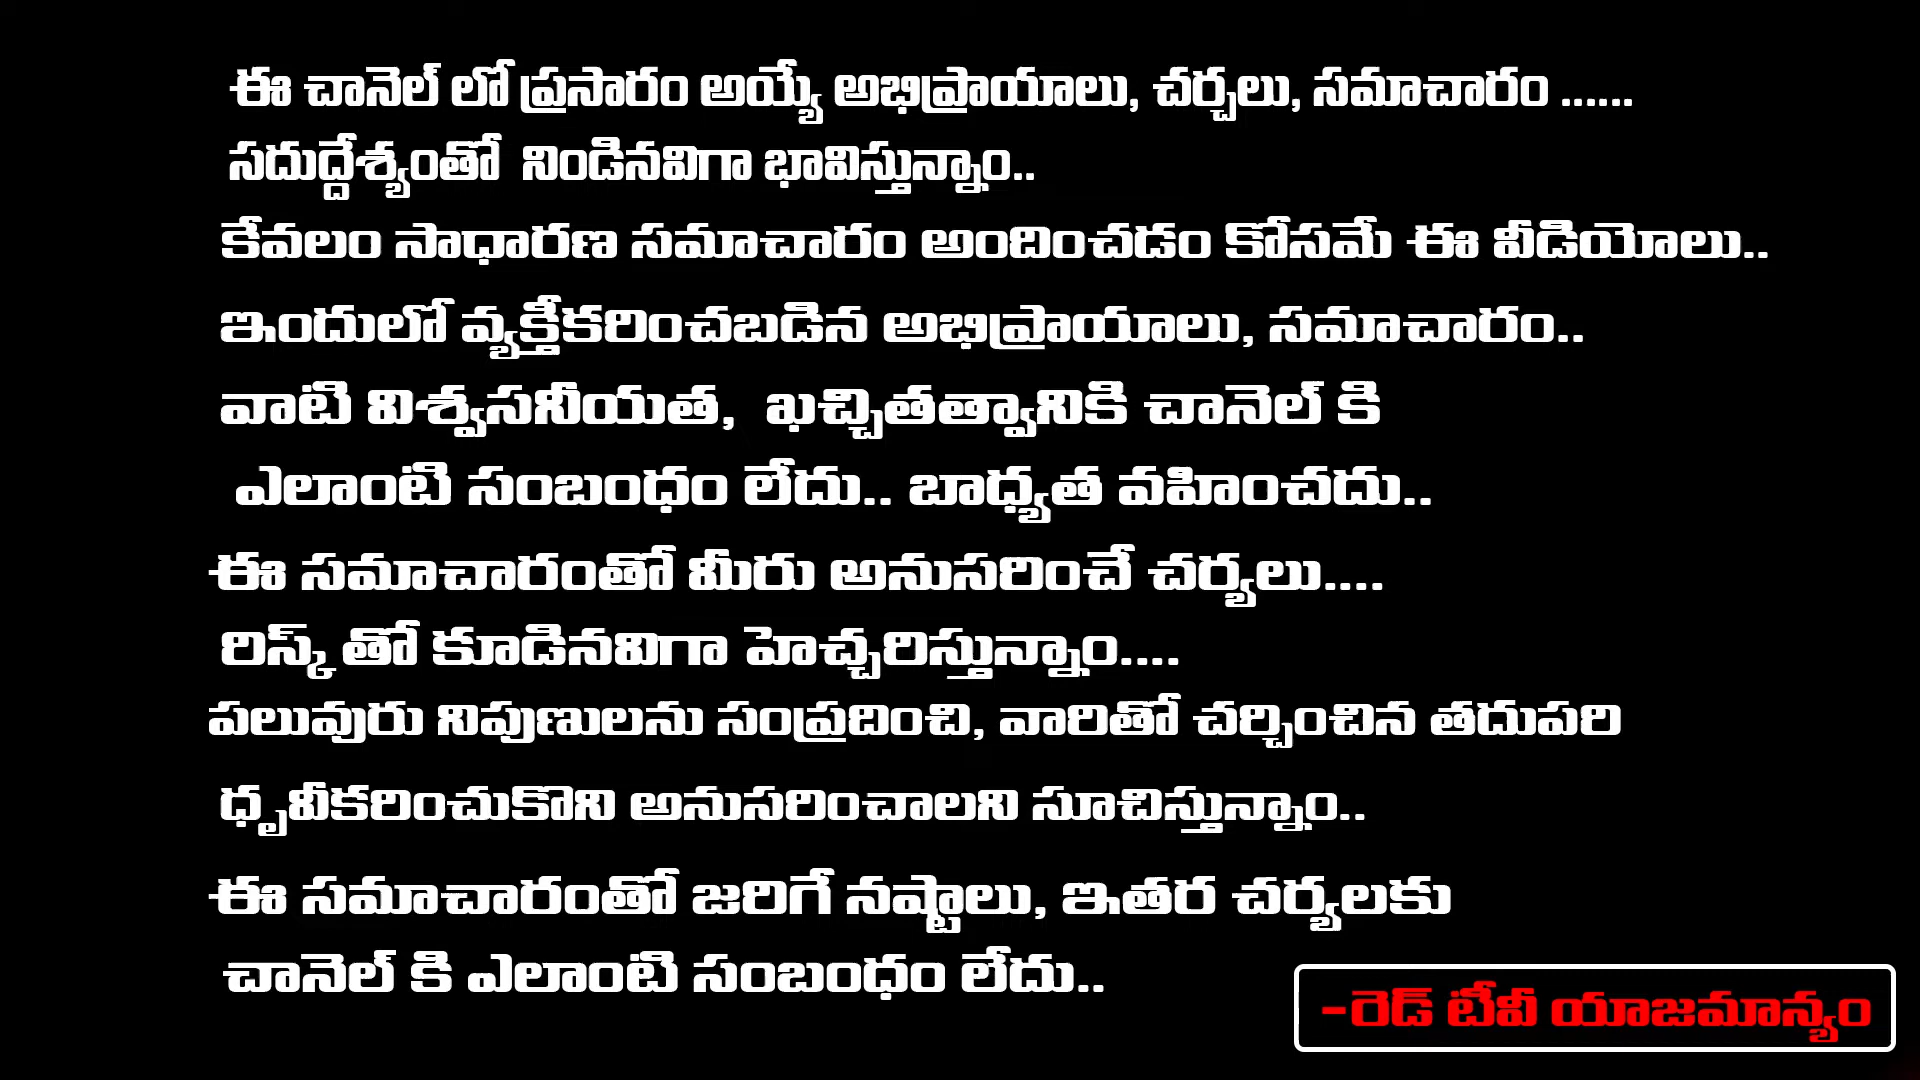 ఈ చానెల్ లో ప్రసారం అయ్యే అభిప్రాయాలు, చర్చలు, సమాచారం ......
సదుద్దేశ్యంతో నిండినవిగా భావిస్తున్నాం..
కేవలం సాధారణ సమాచారం అందించడం కోసమే ఈ వీడియోలు..
ఇందులో వ్యక్తీకరించబడిన అభిప్రాయాలు, సమాచారం..
వాటి విశ్వసనీయత, ఖచ్చితత్వానికి చానెల్ కి
ఎలాంటి సంబంధం లేదు.. బాధ్యత వహించదు..
ఈ సమాచారంతో మీరు అనుసరించే చర్యలు....
రిస్క్ తో కూడినవిగా హెచ్చరిస్తున్నాం....
పలువురు నిపుణులను సంప్రదించి, వారితో చర్చించిన తదుపరి
ధృవీకరించుకొని అనుసరించాలని సూచిస్తున్నాం..
ఈ సమాచారంతో జరిగే నష్టాలు, ఇతర చర్యలకు
చానెల్ కి ఎలాంటి సంబంధం లేదు..
-రెడ్ టీవీ యాజమాన్యం